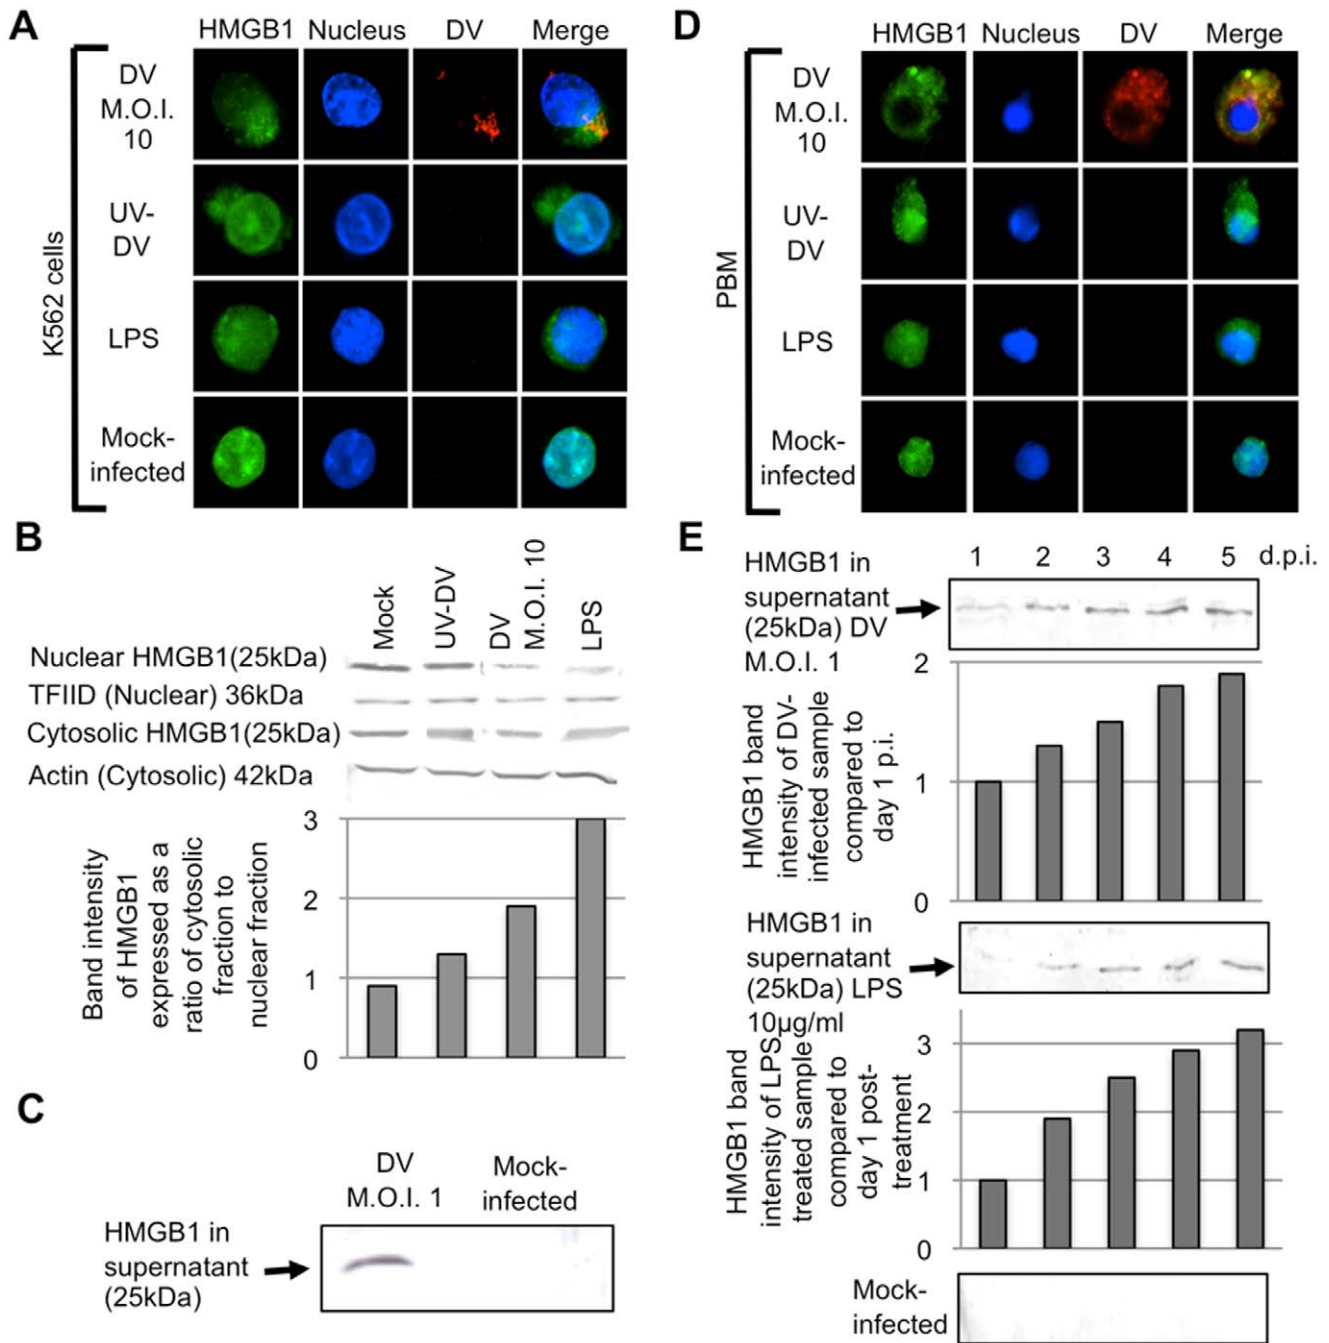 A
HMGB1 Nucleus DV Merge
K562 cells
DV
M.O.I.
10
UV-
DV
LPS
Mock-
infected
B
Mock
UV-DV
DV
M.O.I. 10
LPS
Nuclear HMGB1(25kDa)
TFIID (Nuclear) 36kDa
Cytosolic HMGB1(25kDa)
Actin (Cytosolic) 42kDa
Band intensity
of HMGB1
expressed as a
ratio of cytosolic
fraction to
nuclear fraction
3
2
1
0
C
DV
M.O.I. 1
Mock-
infected
HMGB1 in
supernatant
(25kDa)
D
HMGB1 Nucleus DV Merge
PBM
DV
M.O.I.
10
UV-
DV
LPS
Mock-
infected
E
1 2 3 4 5 d.p.i.
HMGB1 in
supernatant
(25kDa) DV
M.O.I. 1
HMGB1 band
intensity of DV-
infected sample
compared to
day 1 p.i.
2
1
0
HMGB1 in
supernatant
(25kDa) LPS
10µg/ml
HMGB1 band
intensity of LPS
treated sample
compared to
day 1 post-
treatment
3
2
1
0
Mock-
infected